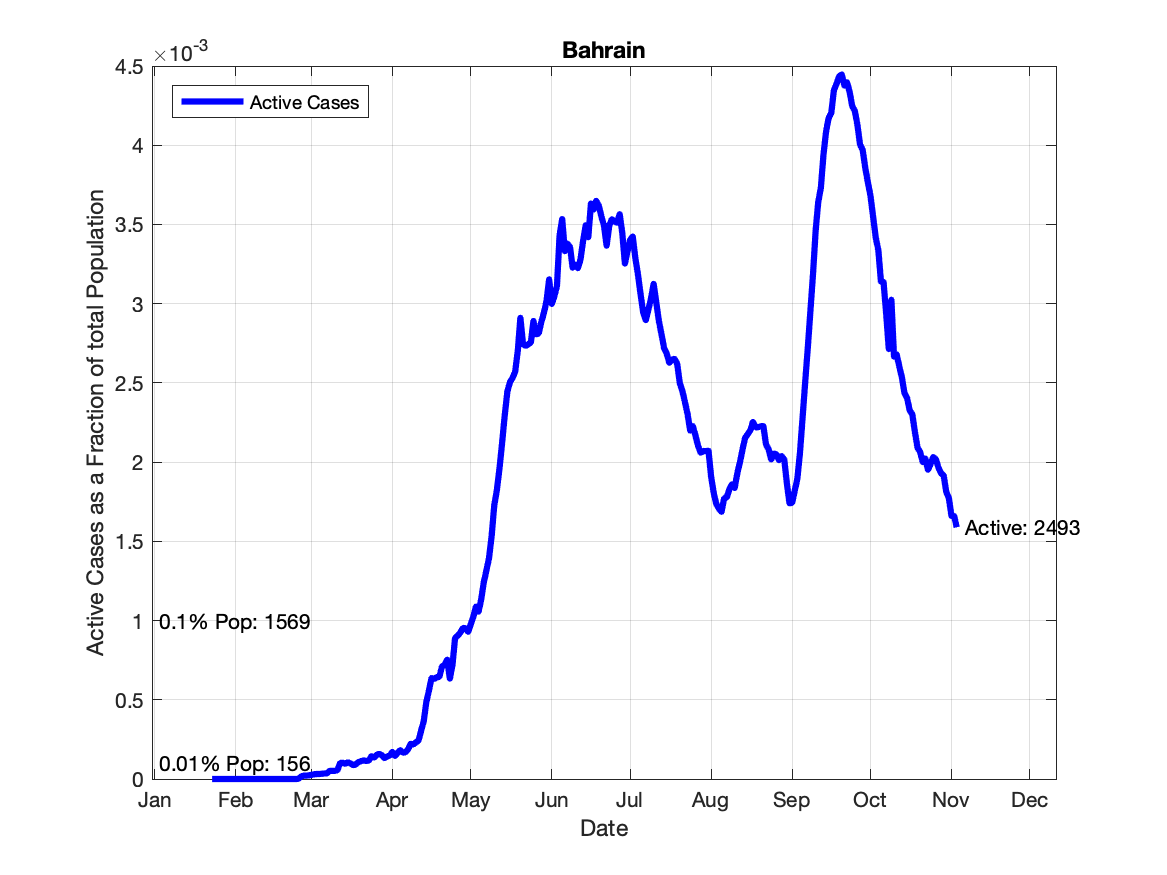 Bahrain
×10-3
4.5
4
3.5
3
2.5
2
1.5
1
0.5
0
Active Cases
Active Cases as a Fraction of total Population
0.1% Pop: 1569
0.01% Pop: 156
Active: 2493
Jan Feb Mar Apr May Jun Jul Aug Sep Oct Nov Dec
Date